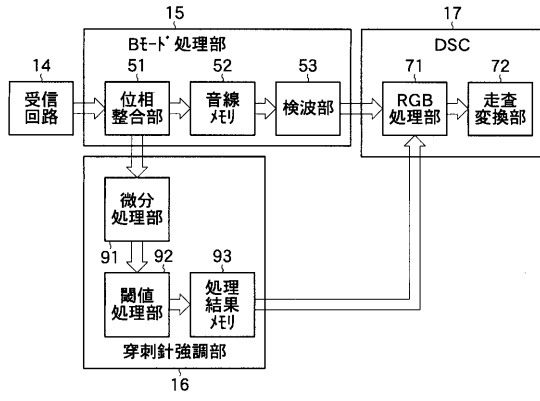 15
17
Bﾓｰﾄﾞ処理部
DSC
14
51
52
53
71
72
受信
回路
位相
整合部
音線
ﾒﾓﾘ
検波部
RGB
処理部
走査
変換部
微分
処理部
91
92
93
閾値
処理部
処理
結果
ﾒﾓﾘ
穿刺針強調部
16